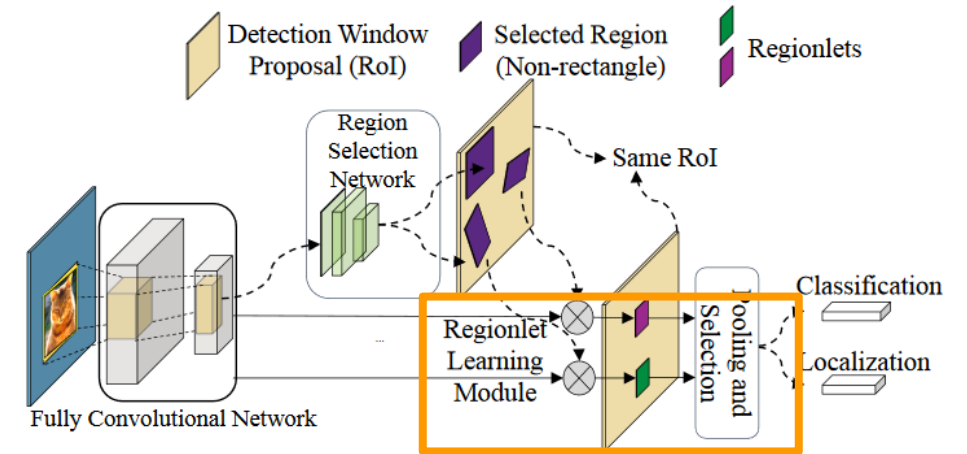 Detection Window
Proposal (RoI)
Selected Region
(Non-rectangle)
Regionlets
Region
Selection
Network
Same RoI
Fully Convolutional Network
...
Regionlet
Learning
Module
Pooling and
Selection
Classification
Localization